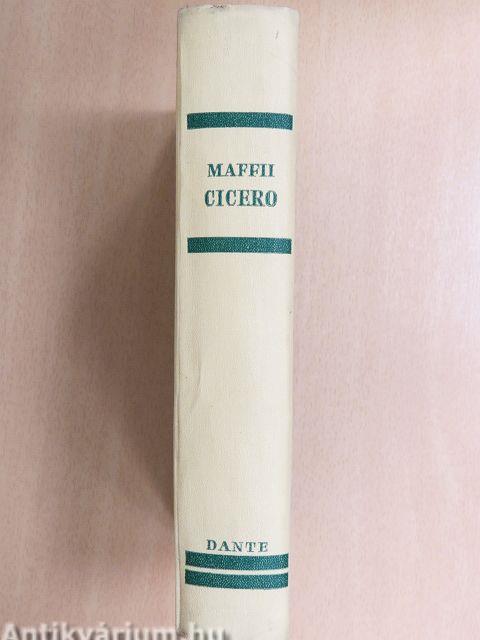 MAFFII
CICERO
DANTE
Antikvárium.hu